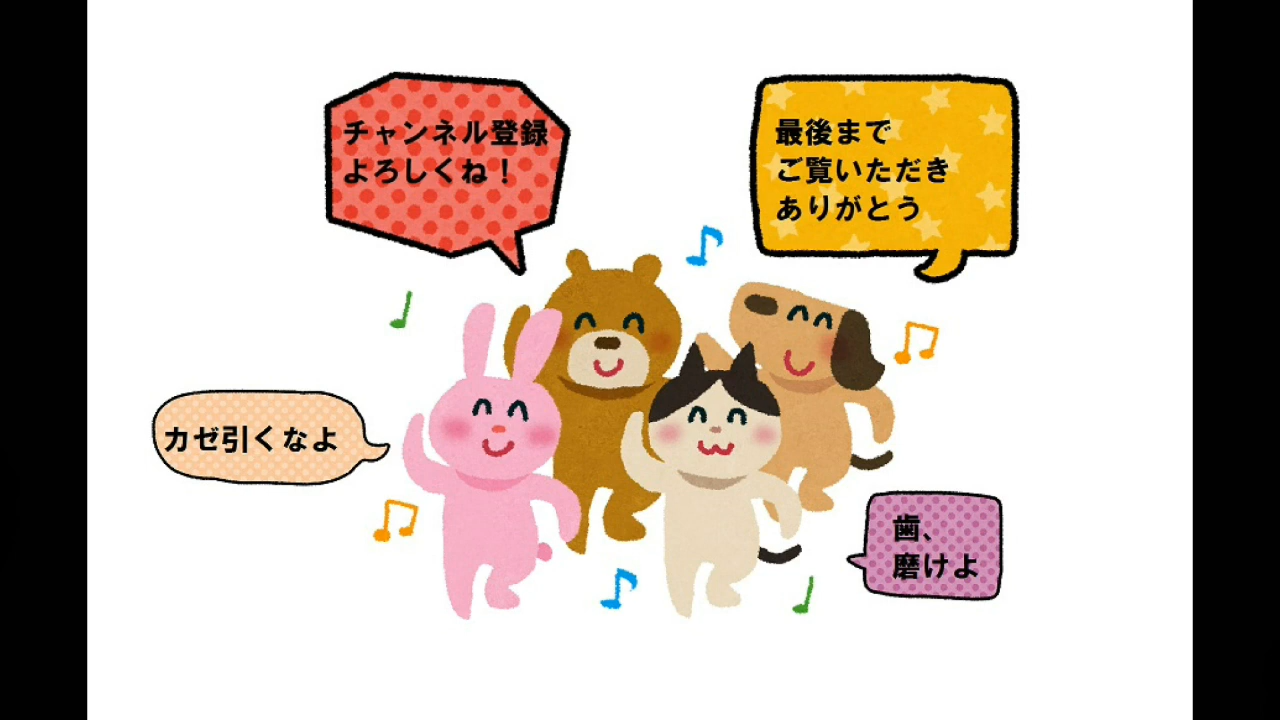 チャンネル登録
よろしくね！
最後まで
ご覧いただき
ありがとう
カゼ引くなよ
歯、
磨けよ